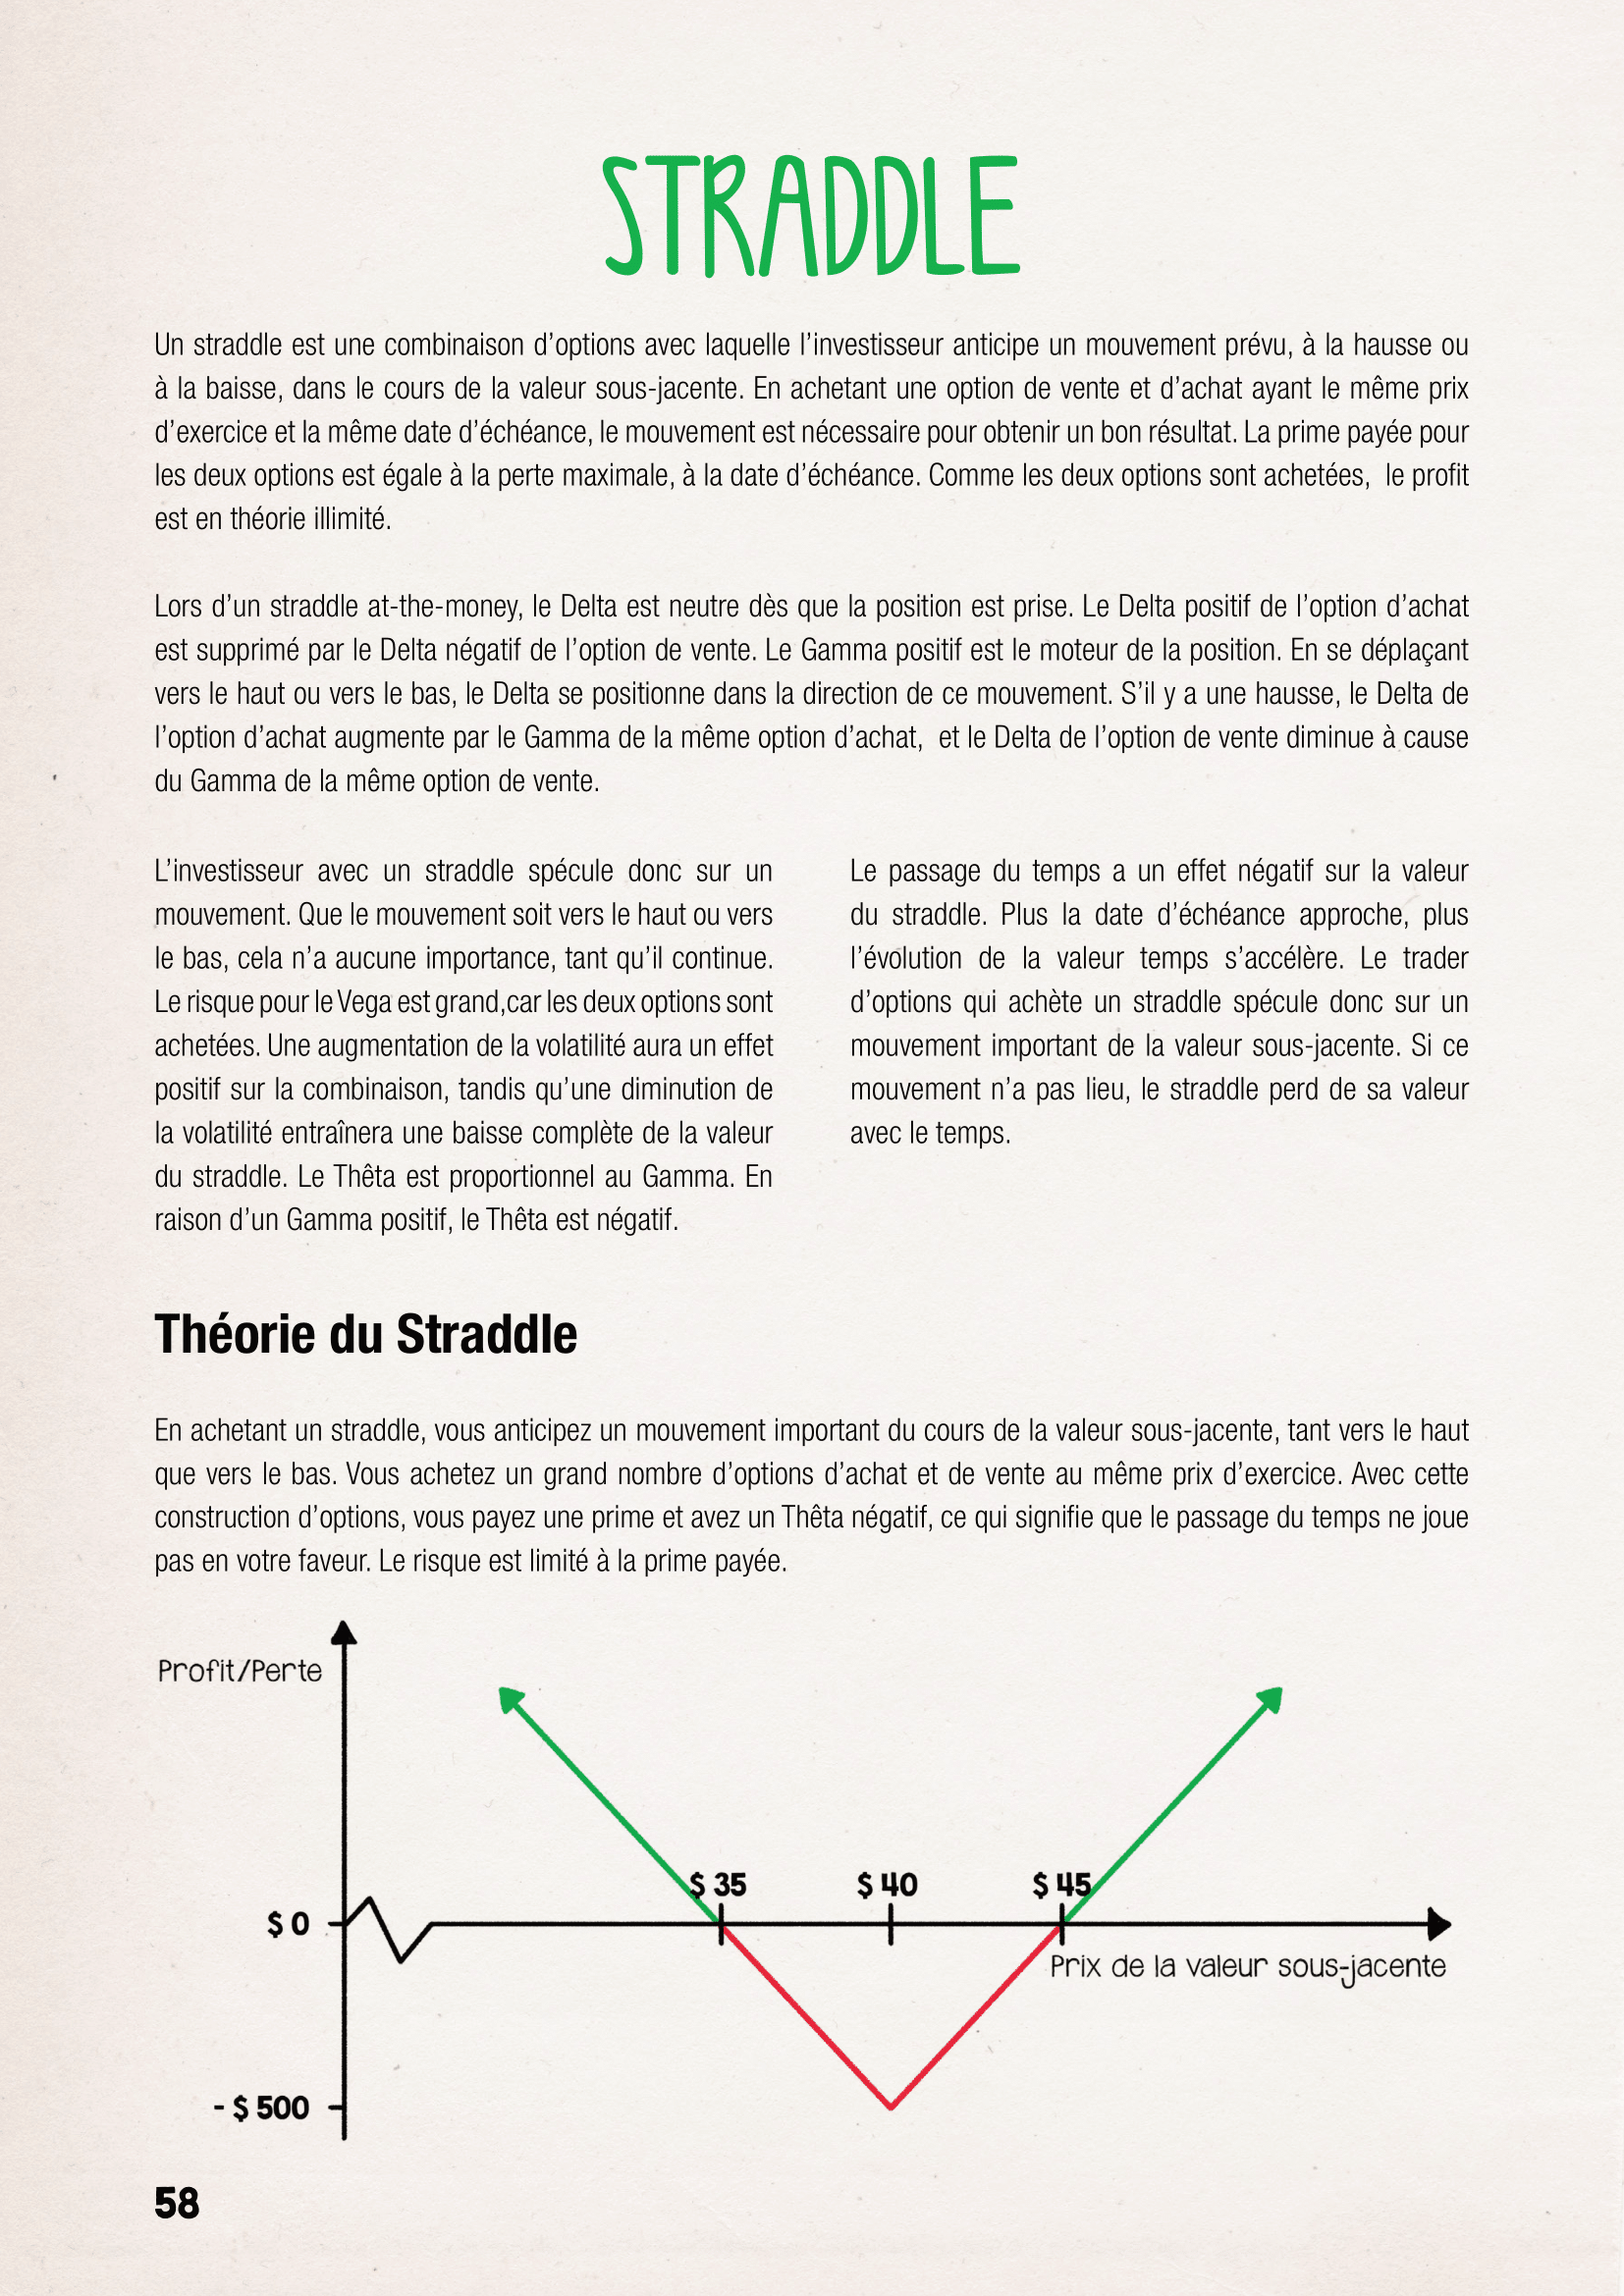 STRADDLE
Un straddle est une combinaison d’options avec laquelle l’investisseur anticipe un mouvement prévu, à la hausse ou
à la baisse, dans le cours de la valeur sous-jacente. En achetant une option de vente et d’achat ayant le même prix
d’exercice et la même date d’échéance, le mouvement est nécessaire pour obtenir un bon résultat. La prime payée pour
les deux options est égale à la perte maximale, à la date d’échéance. Comme les deux options sont achetées,  le profit
est en théorie illimité.
Lors d’un straddle at-the-money, le Delta est neutre dès que la position est prise. Le Delta positif de l’option d’achat
est supprimé par le Delta négatif de l’option de vente. Le Gamma positif est le moteur de la position. En se déplaçant
vers le haut ou vers le bas, le Delta se positionne dans la direction de ce mouvement. S’il y a une hausse, le Delta de
l’option d’achat augmente par le Gamma de la même option d’achat,  et le Delta de l’option de vente diminue à cause
du Gamma de la même option de vente.
L’investisseur avec un straddle spécule donc sur un
mouvement. Que le mouvement soit vers le haut ou vers
le bas, cela n’a aucune importance, tant qu’il continue.
Le risque pour le Vega est grand,car les deux options sont
achetées. Une augmentation de la volatilité aura un effet
positif sur la combinaison, tandis qu’une diminution de
la volatilité entraînera une baisse complète de la valeur
du straddle. Le Thêta est proportionnel au Gamma. En
raison d’un Gamma positif, le Thêta est négatif.
Le passage du temps a un effet négatif sur la valeur
du straddle. Plus la date d’échéance approche, plus
l’évolution de la valeur temps s’accélère. Le trader
d’options qui achète un straddle spécule donc sur un
mouvement important de la valeur sous-jacente. Si ce
mouvement n’a pas lieu, le straddle perd de sa valeur
avec le temps.
Théorie du Straddle
En achetant un straddle, vous anticipez un mouvement important du cours de la valeur sous-jacente, tant vers le haut
que vers le bas. Vous achetez un grand nombre d’options d’achat et de vente au même prix d’exercice. Avec cette
construction d’options, vous payez une prime et avez un Thêta négatif, ce qui signifie que le passage du temps ne joue
pas en votre faveur. Le risque est limité à la prime payée.
Profit/Perte
$ 35 $ 40 $ 45
$ 0
Prix de la valeur sous-jacente
- $ 500
58